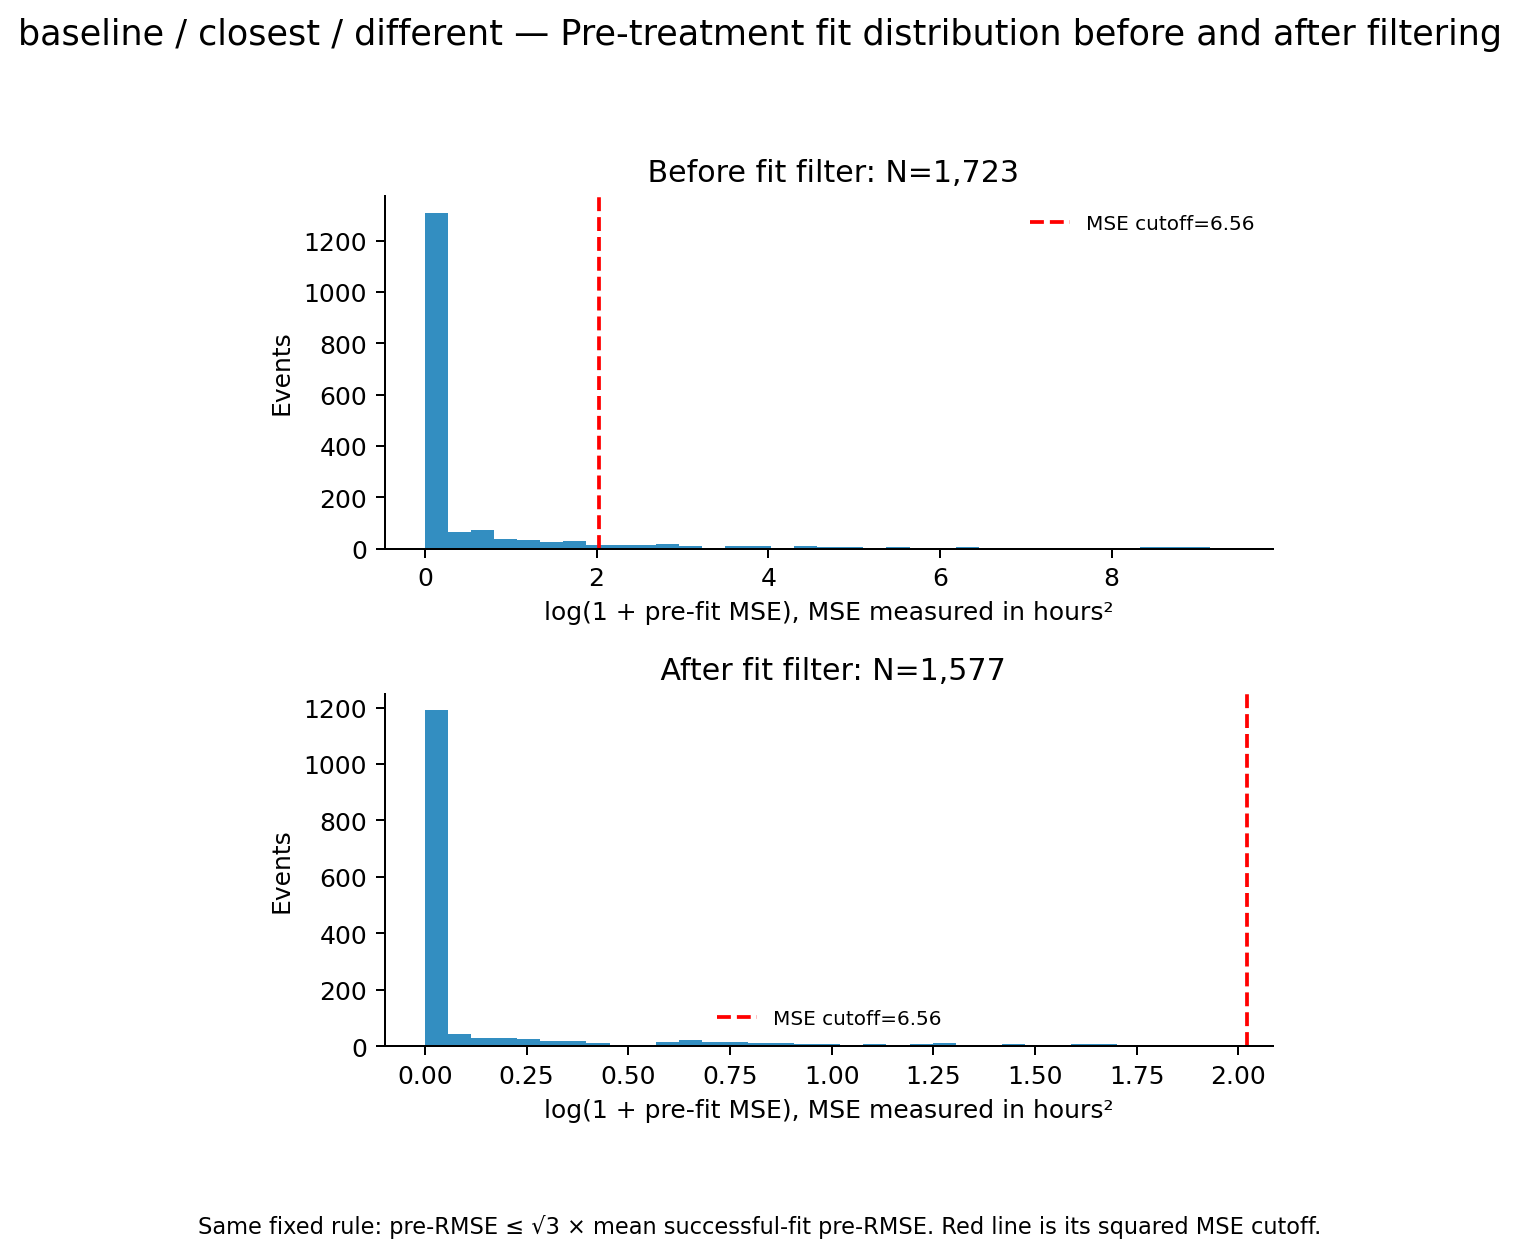 baseline / closest / different — Pre-treatment fit distribution before and after filtering
Before fit filter: N=1,723
MSE cutoff=6.56
Events
1200
1000
800
600
400
200
0
0 2 4 6 8
log(1 + pre-fit MSE), MSE measured in hours²
After fit filter: N=1,577
Events
1200
1000
800
600
400
200
0
MSE cutoff=6.56
0.00 0.25 0.50 0.75 1.00 1.25 1.50 1.75 2.00
log(1 + pre-fit MSE), MSE measured in hours²
Same fixed rule: pre-RMSE ≤ √3 × mean successful-fit pre-RMSE. Red line is its squared MSE cutoff.